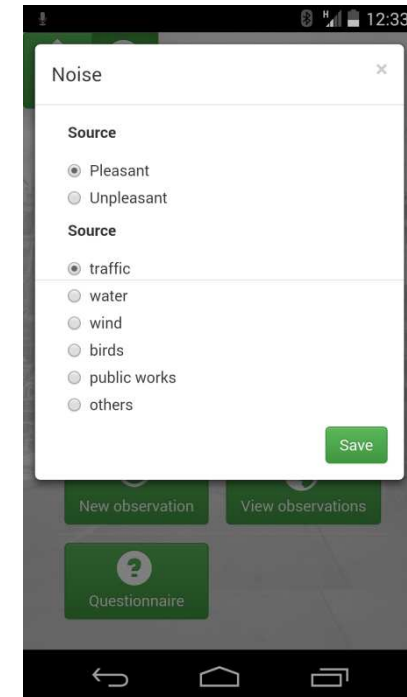 H
12:33
Noise ×
Source
Pleasant
Unpleasant
Source
traffic
water
wind
birds
public works
others
Save
New observation
View observations
?
Questionnaire